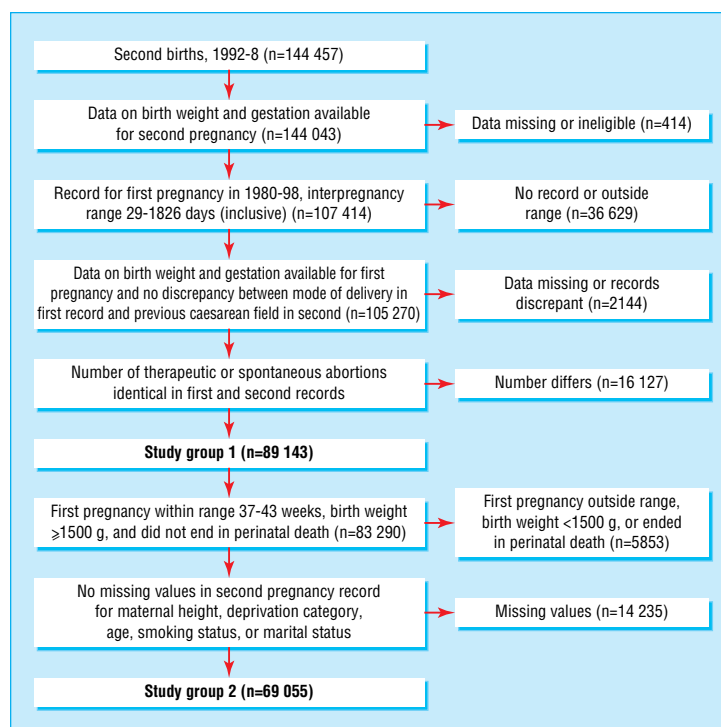 Second births, 1992-8 (n=144 457)
Data on birth weight and gestation available
for second pregnancy (n=144 043)
Data missing or ineligible (n=414)
Record for first pregnancy in 1980-98, interpregnancy
range 29-1826 days (inclusive) (n=107 414)
No record or outside
range (n=36 629)
Data on birth weight and gestation available for first
pregnancy and no discrepancy between mode of delivery in
first record and previous caesarean field in second (n=105 270)
Data missing or records
discrepant (n=2144)
Number of therapeutic or spontaneous abortions
identical in first and second records
Number differs (n=16 127)
Study group 1 (n=89 143)
First pregnancy within range 37-43 weeks, birth weight
⩾1500 g, and did not end in perinatal death (n=83 290)
First pregnancy outside range,
birth weight <1500 g, or ended
in perinatal death (n=5853)
No missing values in second pregnancy record
for maternal height, deprivation category,
age, smoking status, or marital status
Missing values (n=14 235)
Study group 2 (n=69 055)